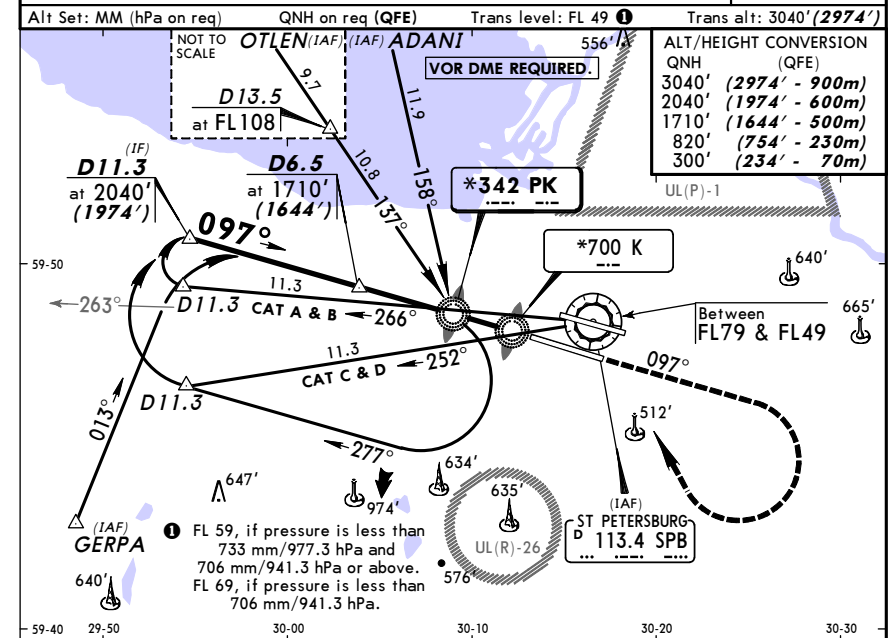 Alt Set: MM (hPa on req) QNH on req (QFE) Trans level: FL 49 ❶ Trans alt: 3040'(2974')
NOT TO
SCALE
OTLEN(IAF)
(IAF) ADANI
556'
VOR DME REQUIRED.
ALT/HEIGHT CONVERSION
QNH (QFE)
3040' (2974' - 900m)
2040' (1974' - 600m)
1710' (1644' - 500m)
820' (754' - 230m)
300' (234' - 70m)
9.7
D13.5
at FL108
11.9
10.8
137°
158°
(IF)
D11.3
at 2040'
(1974')
D6.5
at 1710'
(1644')
*342 PK
UL(P)-1
097°
*700 K
59-50
640'
263°
D11.3
11.3
CAT A & B
266°
Between
FL79 & FL49
665'
11.3
CAT C & D
252°
097°
D11.3
013°
277°
512'
647'
974'
634'
635'
UL(R)-26
576'
(IAF)
ST PETERSBURG
D 113.4 SPB
(IAF)
GERPA
640'
❶ FL 59, if pressure is less than
733 mm/977.3 hPa and
706 mm/941.3 hPa or above.
FL 69, if pressure is less than
706 mm/941.3 hPa.
59-40 29-50 30-00 30-10 30-20 30-30